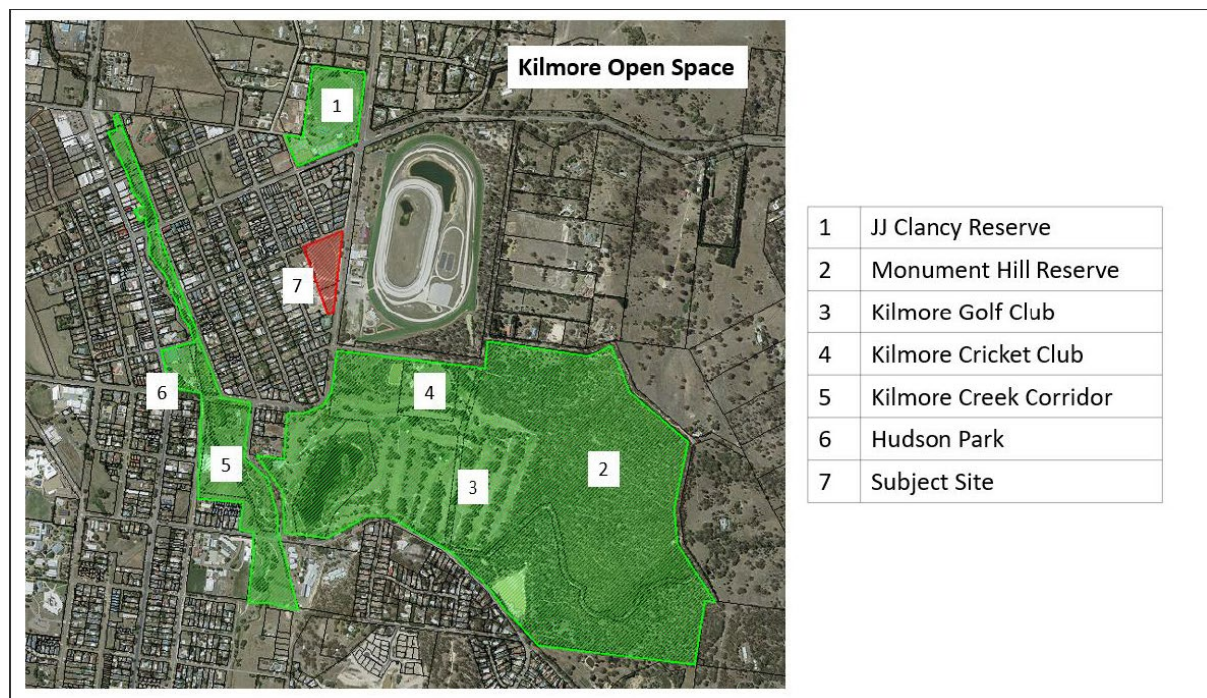 Kilmore Open Space
1
7
6
4
5
3
2
1 JJ Clancy Reserve
2 Monument Hill Reserve
3 Kilmore Golf Club
4 Kilmore Cricket Club
5 Kilmore Creek Corridor
6 Hudson Park
7 Subject Site